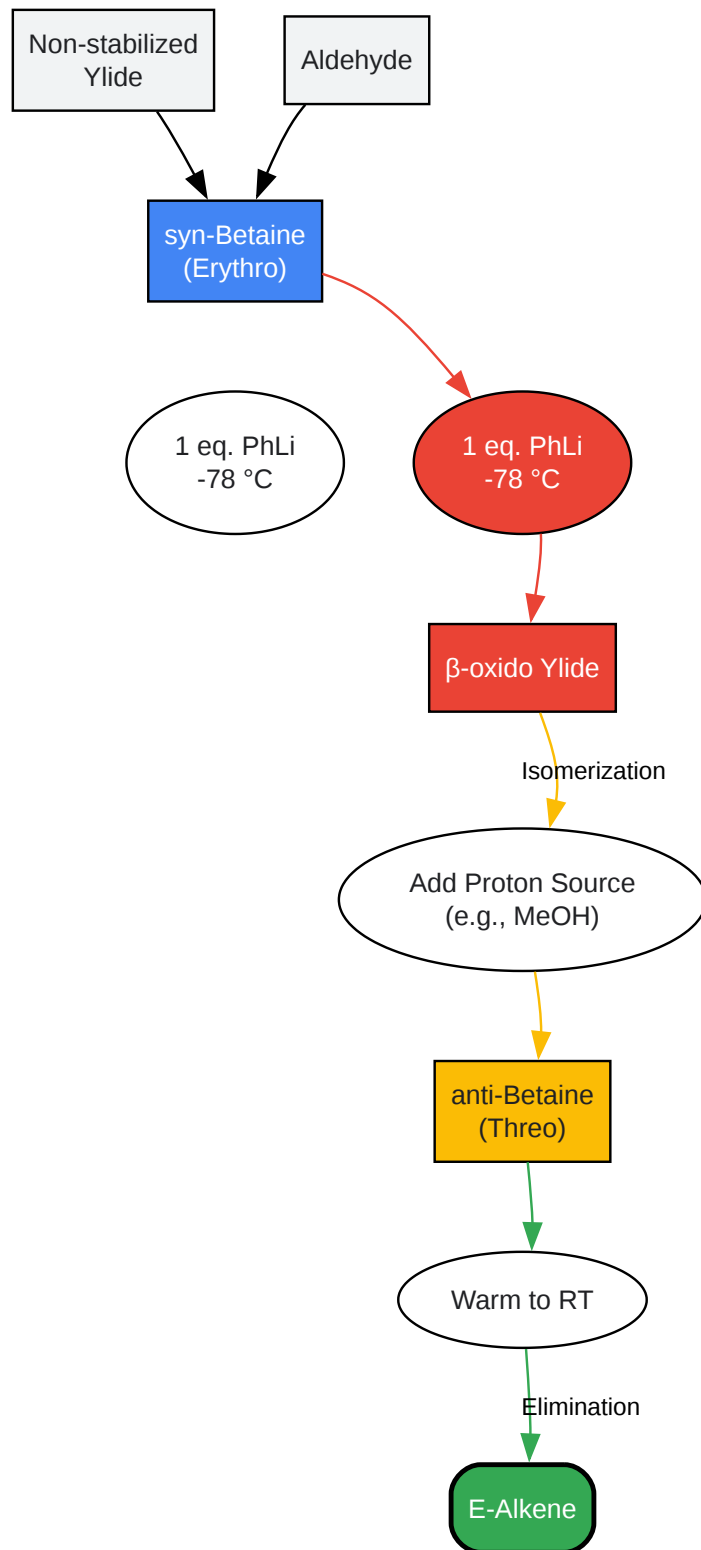 Non-stabilized
Ylide
Aldehyde
syn-Betaine
(Erythro)
1 eq. PhLi
-78 °C
1 eq. PhLi
-78 °C
β-oxido Ylide
Isomerization
Add Proton Source
(e.g., MeOH)
anti-Betaine
(Threo)
Warm to RT
Elimination
E-Alkene